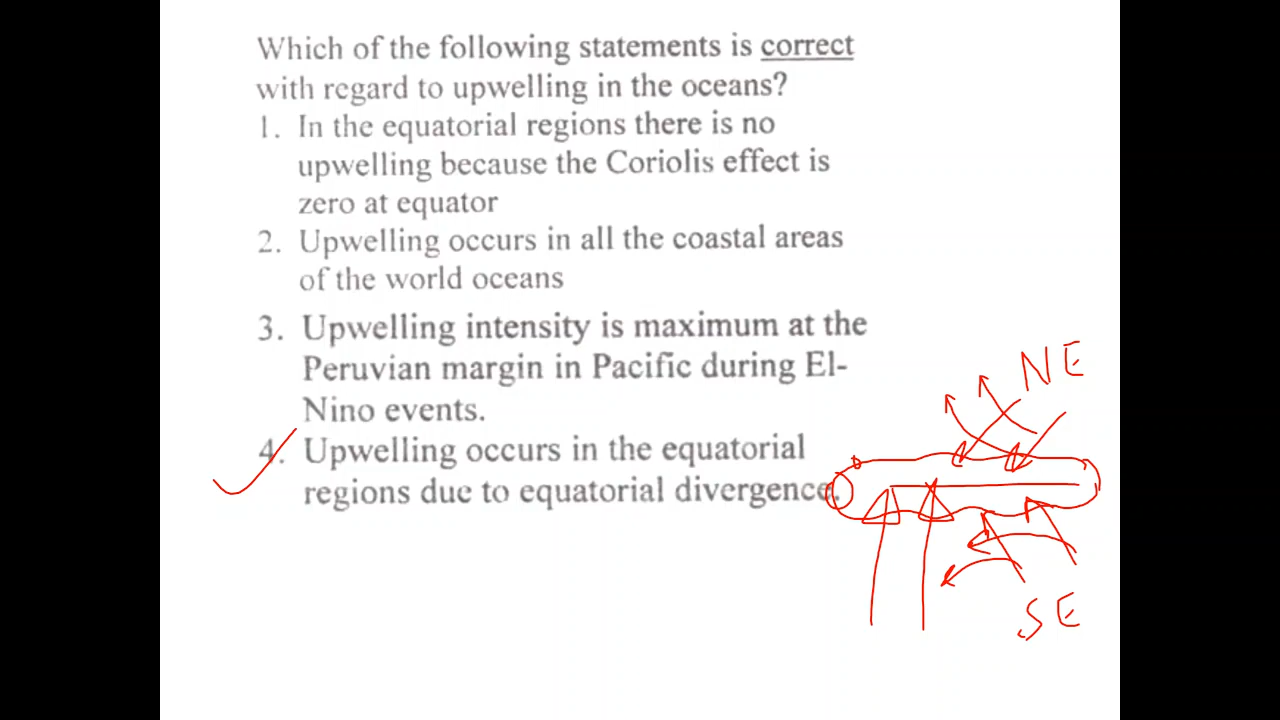 Which of the following statements is correct
with regard to upwelling in the oceans?
1. In the equatorial regions there is no
upwelling because the Coriolis effect is
zero at equator
2. Upwelling occurs in all the coastal areas
of the world oceans
3. Upwelling intensity is maximum at the
Peruvian margin in Pacific during El-
Nino events.
4. Upwelling occurs in the equatorial
regions due to equatorial divergence.
NE
SE